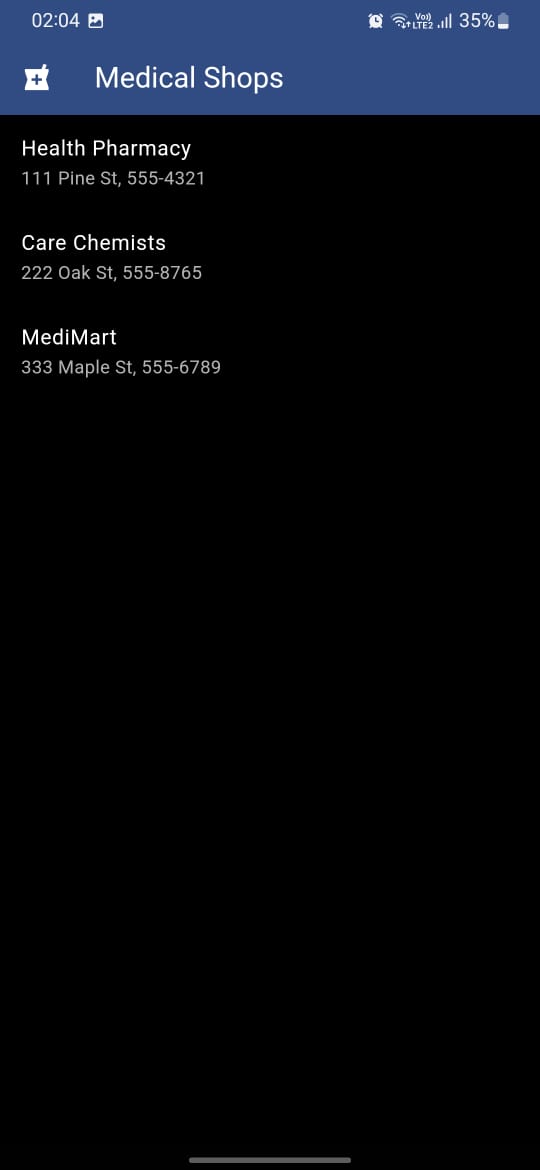 02:04
Vo)) LTE2 35%
Medical Shops
Health Pharmacy
111 Pine St, 555-4321
Care Chemists
222 Oak St, 555-8765
MediMart
333 Maple St, 555-6789